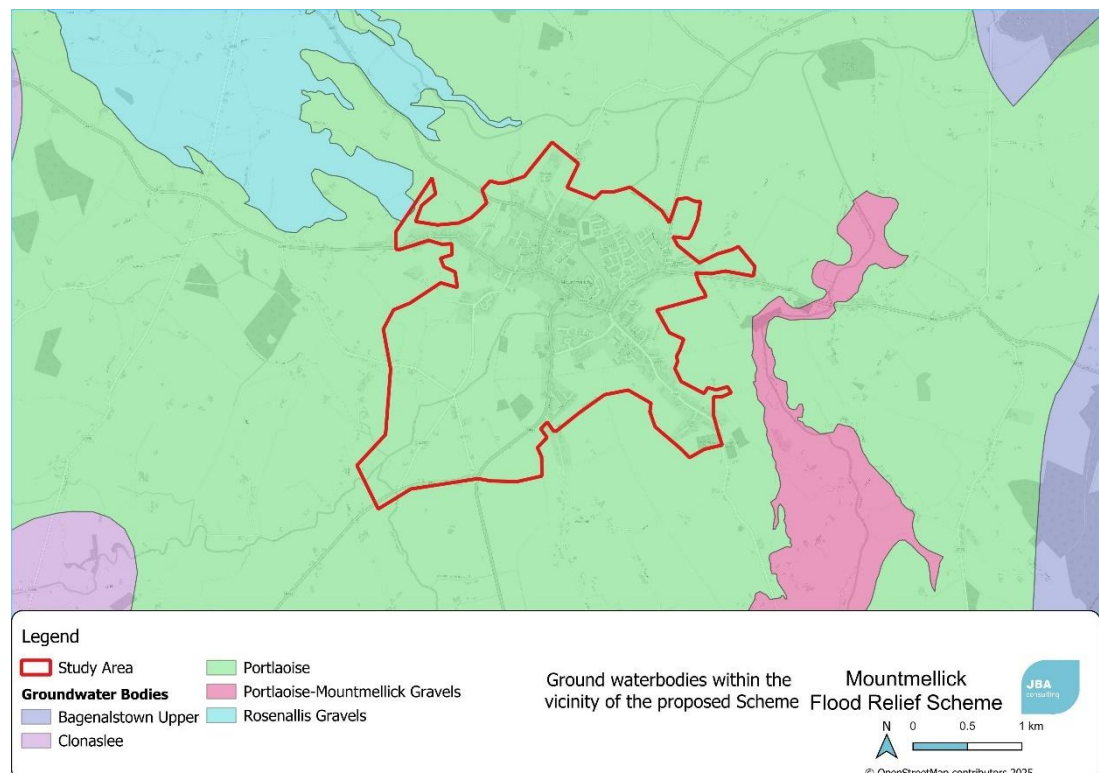 Mountmellick
Legend
Study Area
Groundwater Bodies
Bagenalstown Upper
Clonaslee
Portlaoise
Portlaoise-Mountmellick Gravels
Rosenallis Gravels
Ground waterbodies within the
vicinity of the proposed Scheme
Mountmellick
Flood Relief Scheme
JBA
consulting
N
0 0.5 1 km
© OpenStreetMap contributors 2025